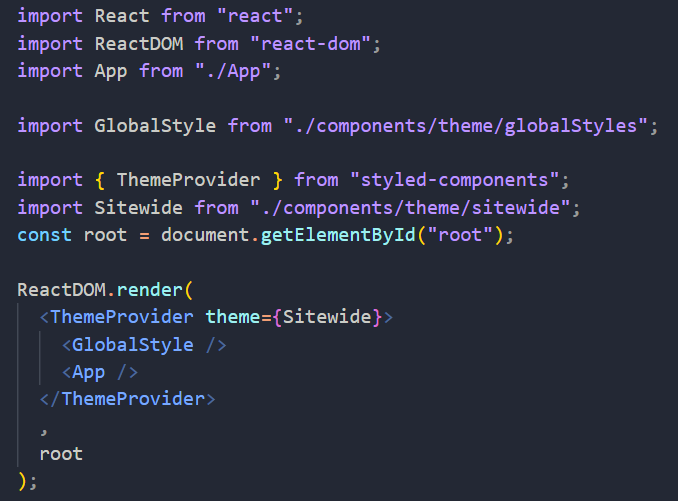 import React from "react";
import ReactDOM from "react-dom";
import App from "./App";
import GlobalStyle from "./components/theme/globalStyles";
import { ThemeProvider } from "styled-components";
import Sitewide from "./components/theme/sitewide";
const root = document.getElementById("root");
ReactDOM.render(
<ThemeProvider theme={Sitewide}>
<GlobalStyle />
<App />
</ThemeProvider>
,
root
);